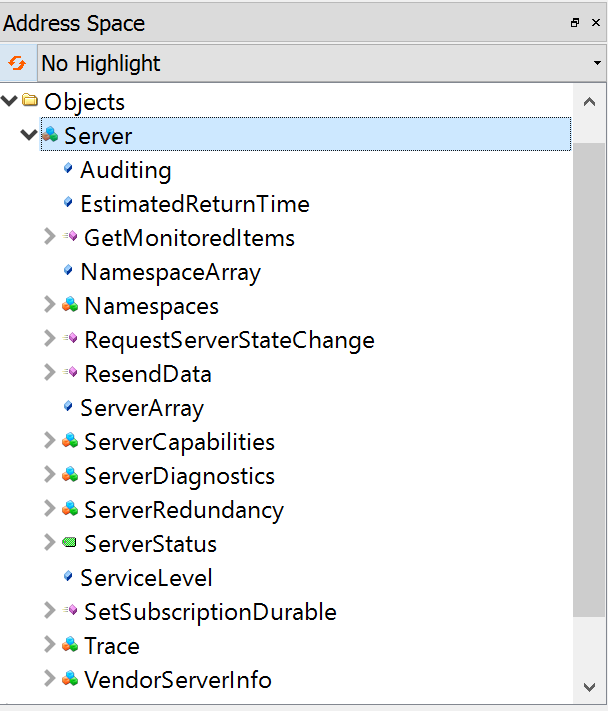 Address Space
No Highlight
Objects
Server
Auditing
EstimatedReturnTime
GetMonitoredItems
NamespaceArray
Namespaces
RequestServerStateChange
ResendData
ServerArray
ServerCapabilities
ServerDiagnostics
ServerRedundancy
ServerStatus
ServiceLevel
SetSubscriptionDurable
Trace
VendorServerInfo